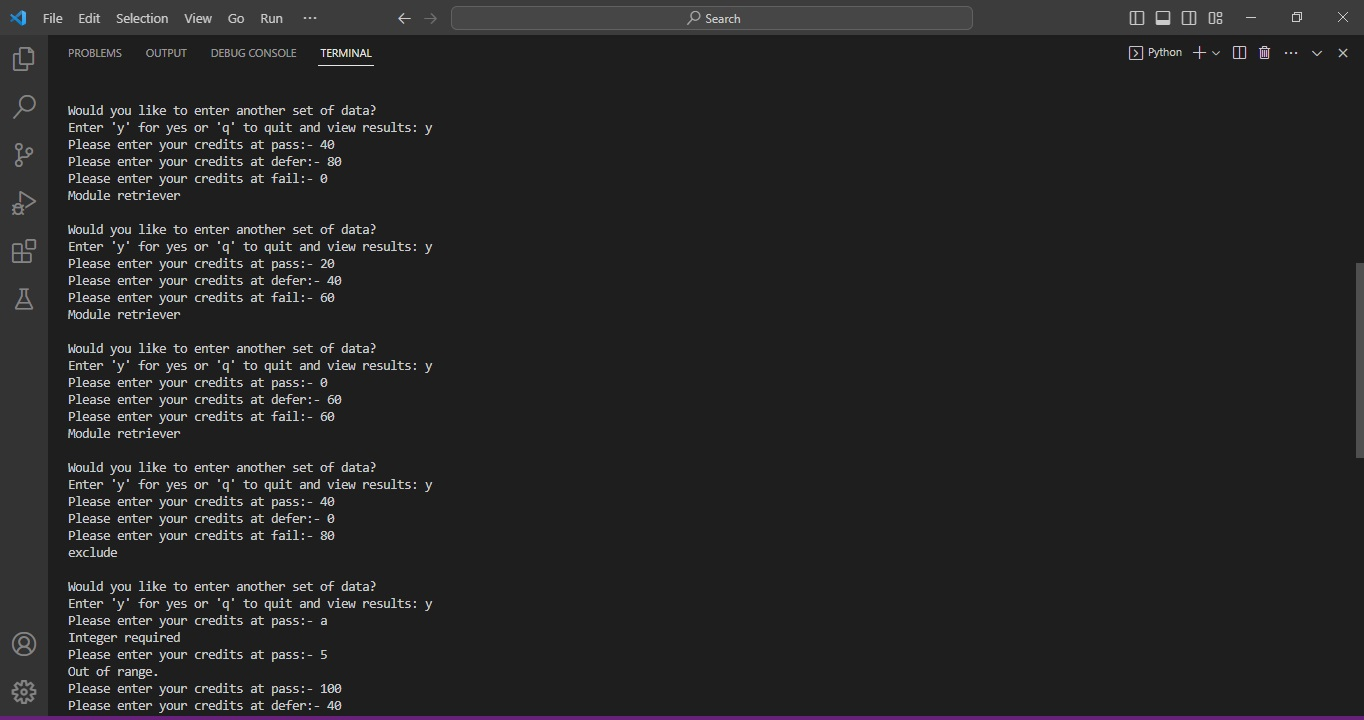 File Edit Selection View Go Run ··· Search
PROBLEMS OUTPUT DEBUG CONSOLE TERMINAL Python
Would you like to enter another set of data?
Enter 'y' for yes or 'q' to quit and view results: y
Please enter your credits at pass:- 40
Please enter your credits at defer:- 80
Please enter your credits at fail:- 0
Module retriever
Would you like to enter another set of data?
Enter 'y' for yes or 'q' to quit and view results: y
Please enter your credits at pass:- 20
Please enter your credits at defer:- 40
Please enter your credits at fail:- 60
Module retriever
Would you like to enter another set of data?
Enter 'y' for yes or 'q' to quit and view results: y
Please enter your credits at pass:- 0
Please enter your credits at defer:- 60
Please enter your credits at fail:- 60
Module retriever
Would you like to enter another set of data?
Enter 'y' for yes or 'q' to quit and view results: y
Please enter your credits at pass:- 40
Please enter your credits at defer:- 0
Please enter your credits at fail:- 80
exclude
Would you like to enter another set of data?
Enter 'y' for yes or 'q' to quit and view results: y
Please enter your credits at pass:- a
Integer required
Please enter your credits at pass:- 5
Out of range.
Please enter your credits at pass:- 100
Please enter your credits at defer:- 40